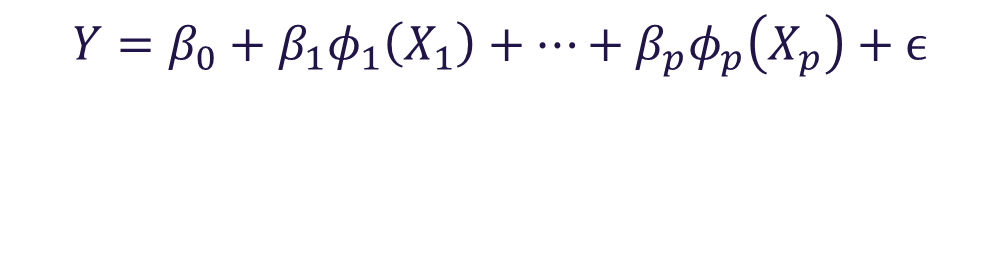 Y = β₀ + β₁ϕ₁(X₁) + ⋯ + βₚϕₚ(Xₚ) + ϵ